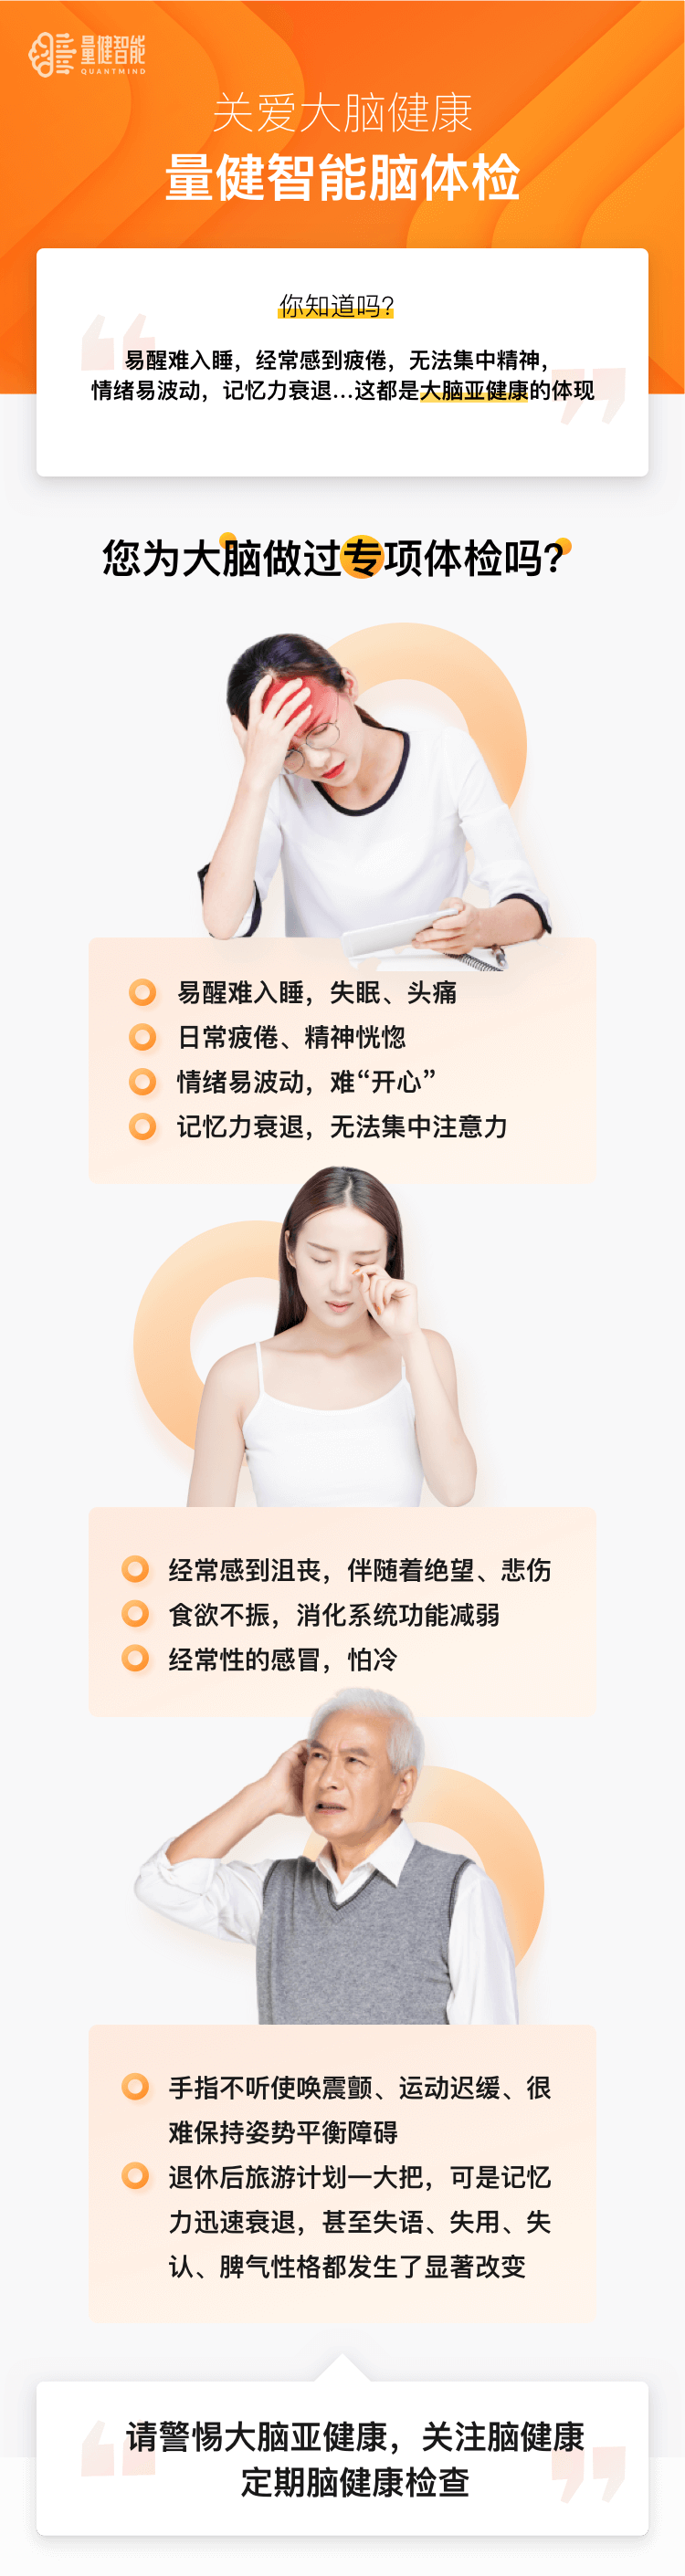 量健智能
QUANTMIND
关爱大脑健康
量健智能脑体检
你知道吗?
易醒难入睡，经常感到疲倦，无法集中精神，
情绪易波动，记忆力衰退...这都是大脑亚健康的体现
您为大脑做过专项体检吗?
易醒难入睡，失眠、头痛
日常疲倦、精神恍惚
情绪易波动，难“开心”
记忆力衰退，无法集中注意力
经常感到沮丧，伴随着绝望、悲伤
食欲不振，消化系统功能减弱
经常性的感冒，怕冷
手指不听使唤震颤、运动迟缓、很
难保持姿势平衡障碍
退休后旅游计划一大把，可是记忆
力迅速衰退，甚至失语、失用、失
认、脾气性格都发生了显著改变
请警惕大脑亚健康，关注脑健康
定期脑健康检查